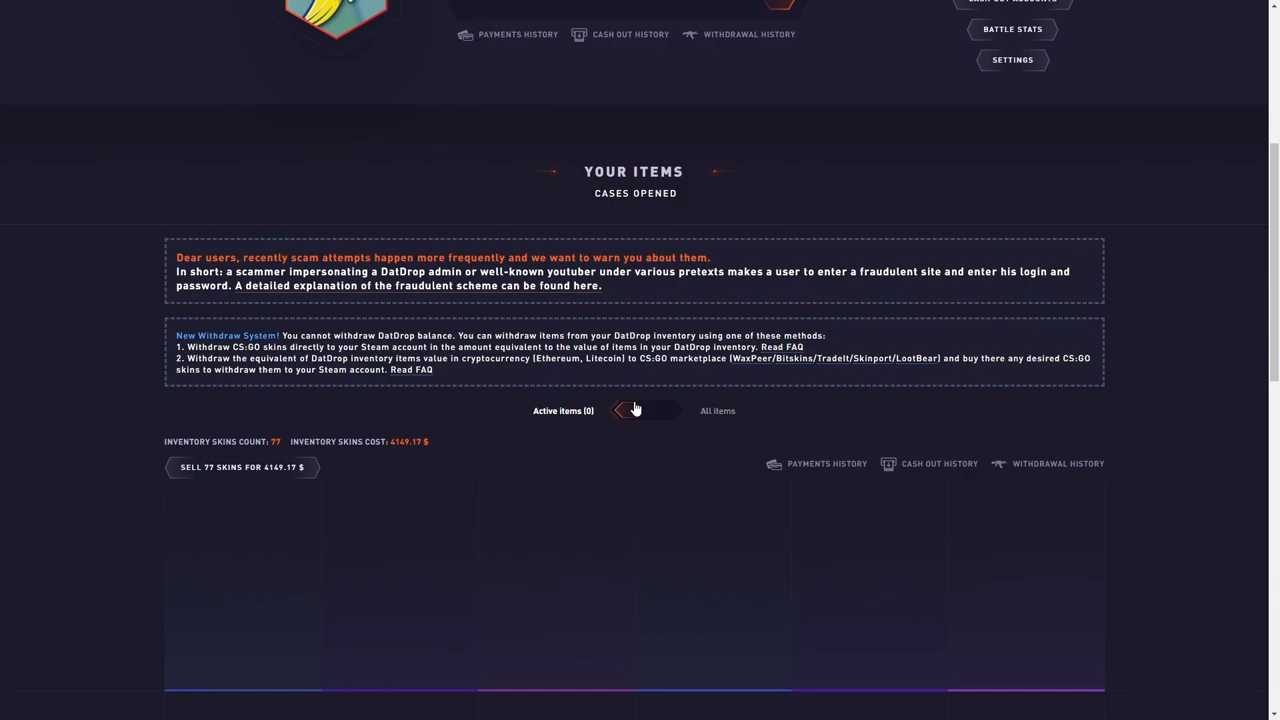 BATTLE STATS
PAYMENTS HISTORY CASH OUT HISTORY WITHDRAWAL HISTORY
SETTINGS
YOUR ITEMS
CASES OPENED
Dear users, recently scam attempts happen more frequently and we want to warn you about them.
In short: a scammer impersonating a DatDrop admin or well-known youtuber under various pretexts makes a user to enter a fraudulent site and enter his login and
password. A detailed explanation of the fraudulent scheme can be found here.
New Withdraw System! You cannot withdraw DatDrop balance. You can withdraw items from your DatDrop inventory using one of these methods:
1. Withdraw CS:GO skins directly to your Steam account in the amount equivalent to the value of items in your DatDrop inventory. Read FAQ
2. Withdraw the equivalent of DatDrop inventory items value in cryptocurrency (Ethereum, Litecoin) to CS:GO marketplace (WaxPeer/Bitskins/TradeIt/Skinport/LootBear) and buy there any desired CS:GO
skins to withdraw them to your Steam account. Read FAQ
Active items (0) All items
INVENTORY SKINS COUNT: 77 INVENTORY SKINS COST: 4149.17 $
SELL 77 SKINS FOR 4149.17 $
PAYMENTS HISTORY CASH OUT HISTORY WITHDRAWAL HISTORY